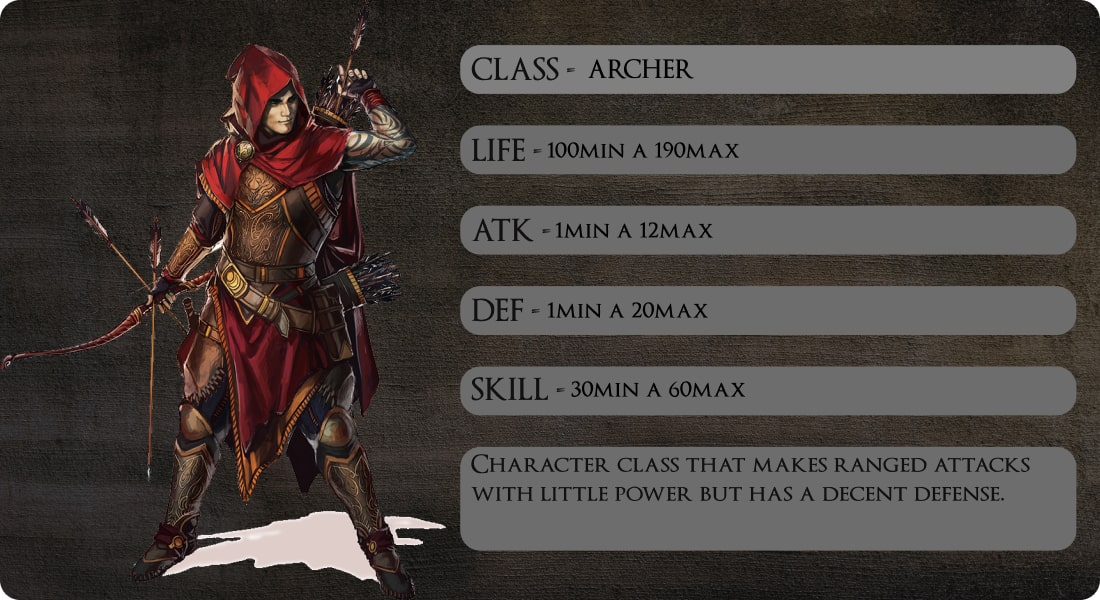 CLASS - ARCHER
LIFE - 100MIN A 190MAX
ATK - 1MIN A 12MAX
DEF - 1MIN A 20MAX
SKILL - 30MIN A 60MAX
Character class that makes ranged attacks
with little power but has a decent defense.